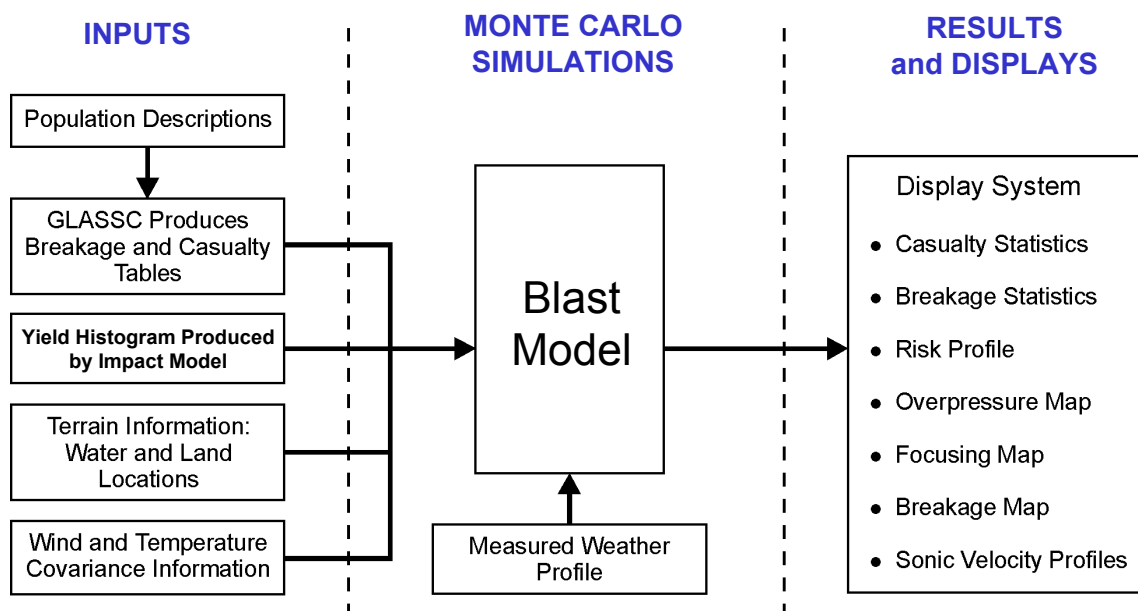 INPUTS
Population Descriptions
GLASSC Produces
Breakage and Casualty
Tables
Yield Histogram Produced
by Impact Model
Terrain Information:
Water and Land
Locations
Wind and Temperature
Covariance Information
MONTE CARLO
SIMULATIONS
Blast
Model
Measured Weather
Profile
RESULTS
and DISPLAYS
Display System
• Casualty Statistics
• Breakage Statistics
• Risk Profile
• Overpressure Map
• Focusing Map
• Breakage Map
• Sonic Velocity Profiles